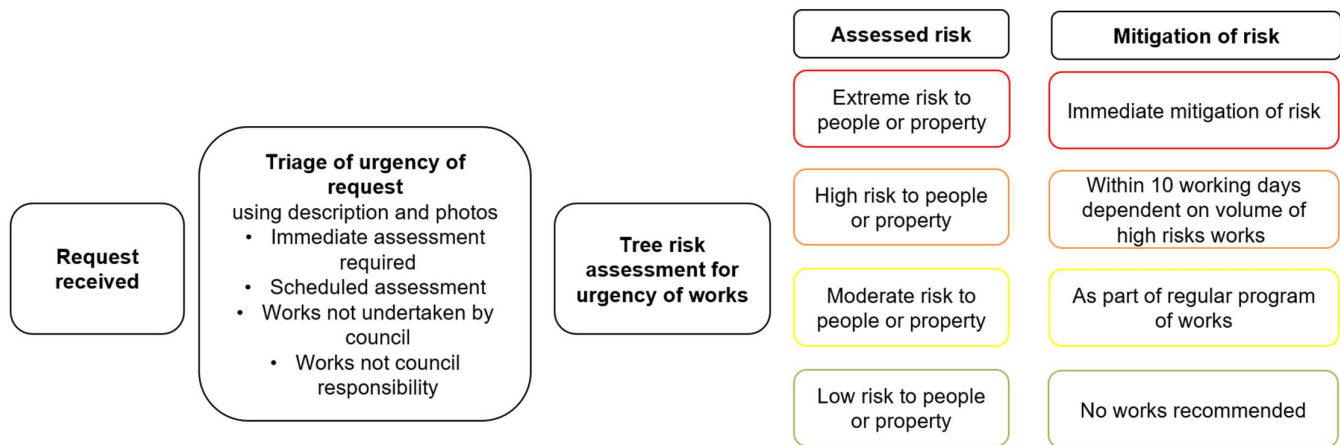 Request
received
Triage of urgency of
request
using description and photos
• Immediate assessment
required
• Scheduled assessment
• Works not undertaken by
council
• Works not council
responsibility
Tree risk
assessment for
urgency of works
Assessed risk
Mitigation of risk
Extreme risk to
people or property
Immediate mitigation of risk
High risk to people
or property
Within 10 working days
dependent on volume of
high risks works
Moderate risk to
people or property
As part of regular program
of works
Low risk to people
or property
No works recommended